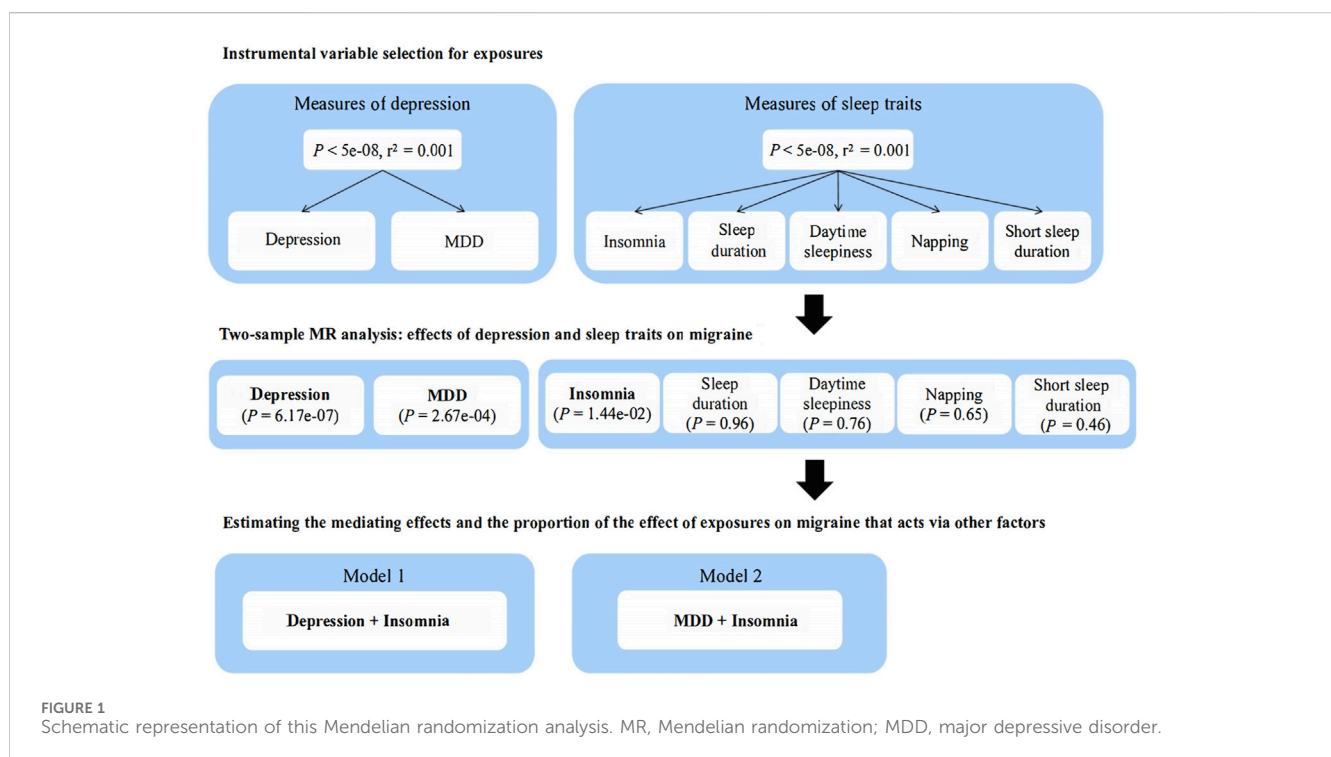 Instrumental variable selection for exposures
Measures of depression
P < 5e-08, r² = 0.001
Depression
MDD
Measures of sleep traits
P < 5e-08, r² = 0.001
Insomnia
Sleep
duration
Daytime
sleepiness
Napping
Short sleep
duration
Two-sample MR analysis: effects of depression and sleep traits on migraine
Depression
(P = 6.17e-07)
MDD
(P = 2.67e-04)
Insomnia
(P = 1.44e-02)
Sleep
duration
(P = 0.96)
Daytime
sleepiness
(P = 0.76)
Napping
(P = 0.65)
Short sleep
duration
(P = 0.46)
Estimating the mediating effects and the proportion of the effect of exposures on migraine that acts via other factors
Model 1
Depression + Insomnia
Model 2
MDD + Insomnia
FIGURE 1
Schematic representation of this Mendelian randomization analysis. MR, Mendelian randomization; MDD, major depressive disorder.